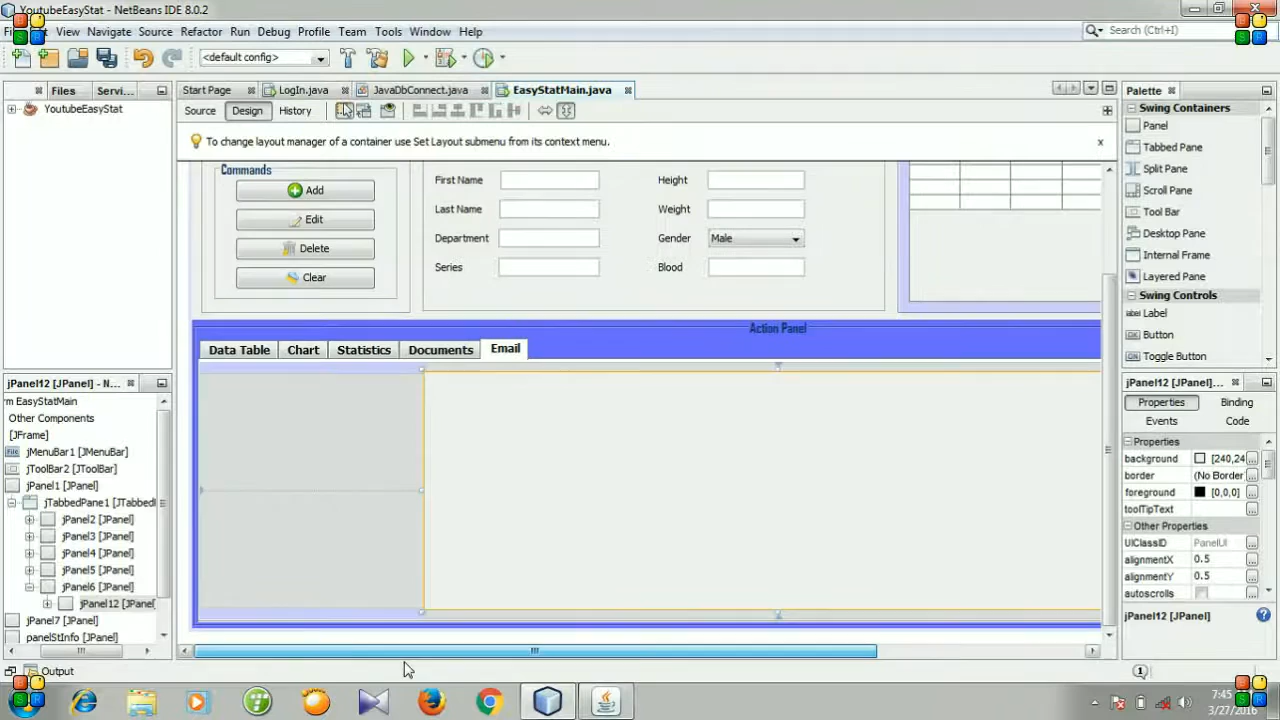 YoutubeEasyStat - NetBeans IDE 8.0.2
View Navigate Source Refactor Run Debug Profile Team Tools Window Help
Search (Ctrl+I)
<default config>
Files Servi...
YoutubeEasyStat
Start Page LogIn.java JavaDbConnect.java EasyStatMain.java
Source Design History
To change layout manager of a container use Set Layout submenu from its context menu. x
Commands
Add
Edit
Delete
Clear
First Name
Last Name
Department
Series
Height
Weight
Gender Male
Blood
Action Panel
Data Table Chart Statistics Documents Email
Palette
Swing Containers
Panel
Tabbed Pane
Split Pane
Scroll Pane
Tool Bar
Desktop Pane
Internal Frame
Layered Pane
Swing Controls
Label
Button
Toggle Button
jPanel12 [JPanel] - N...
rm EasyStatMain
Other Components
[JFrame]
jMenuBar1 [JMenuBar]
jToolBar2 [JToolBar]
jPanel1 [JPanel]
jTabbedPane1 [JTabbed
jPanel2 [JPanel]
jPanel3 [JPanel]
jPanel4 [JPanel]
jPanel5 [JPanel]
jPanel6 [JPanel]
jPanel12 [JPanel
jPanel7 [JPanel]
panelStInfo [JPanel]
jPanel12 [JPanel]...
Properties Binding
Events Code
Properties
background [240,24 ...
border (No Border ...
foreground [0,0,0] ...
toolTipText ...
Other Properties
UIClassID PanelUI ...
alignmentX 0.5 ...
alignmentY 0.5 ...
autoscrolls ...
jPanel12 [JPanel]
Output
1
7:45
3/27/2016